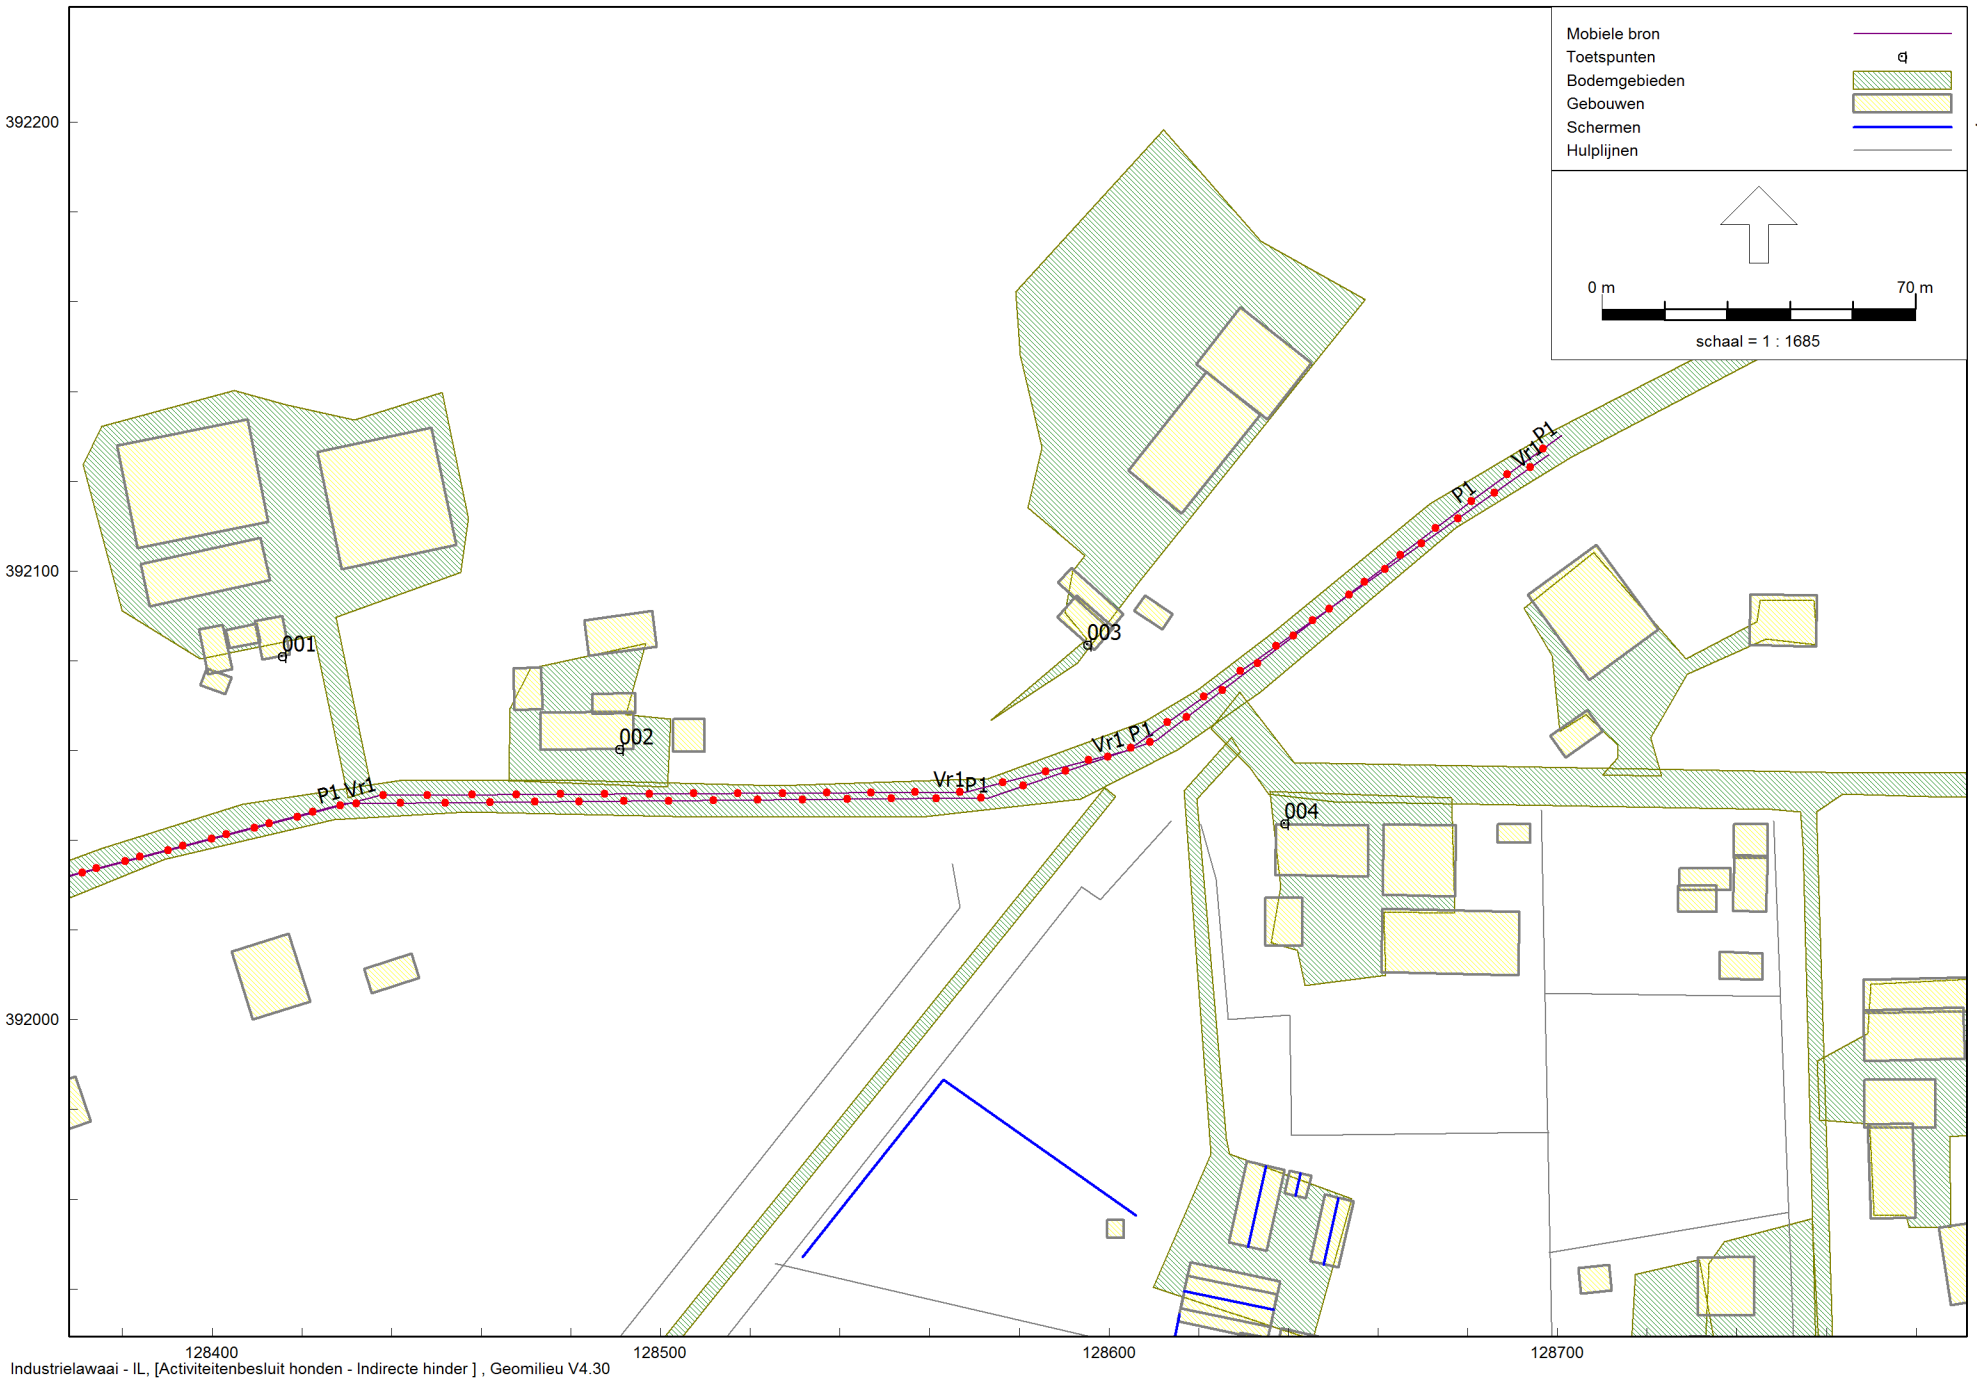 Mobiele bron
Toetspunten
Bodemgebieden
Gebouwen
Schermen
Hulplijnen
0 m 70 m
schaal = 1 : 1685
392200
392100
392000
P1
Vr1
P1
001
002
003
004
Vr1 P1
Vr1
P1
P1 Vr1
128400 128500 128600 128700
Industrielawaai - IL, [Activiteitenbesluit honden - Indirecte hinder ] , Geomilieu V4.30